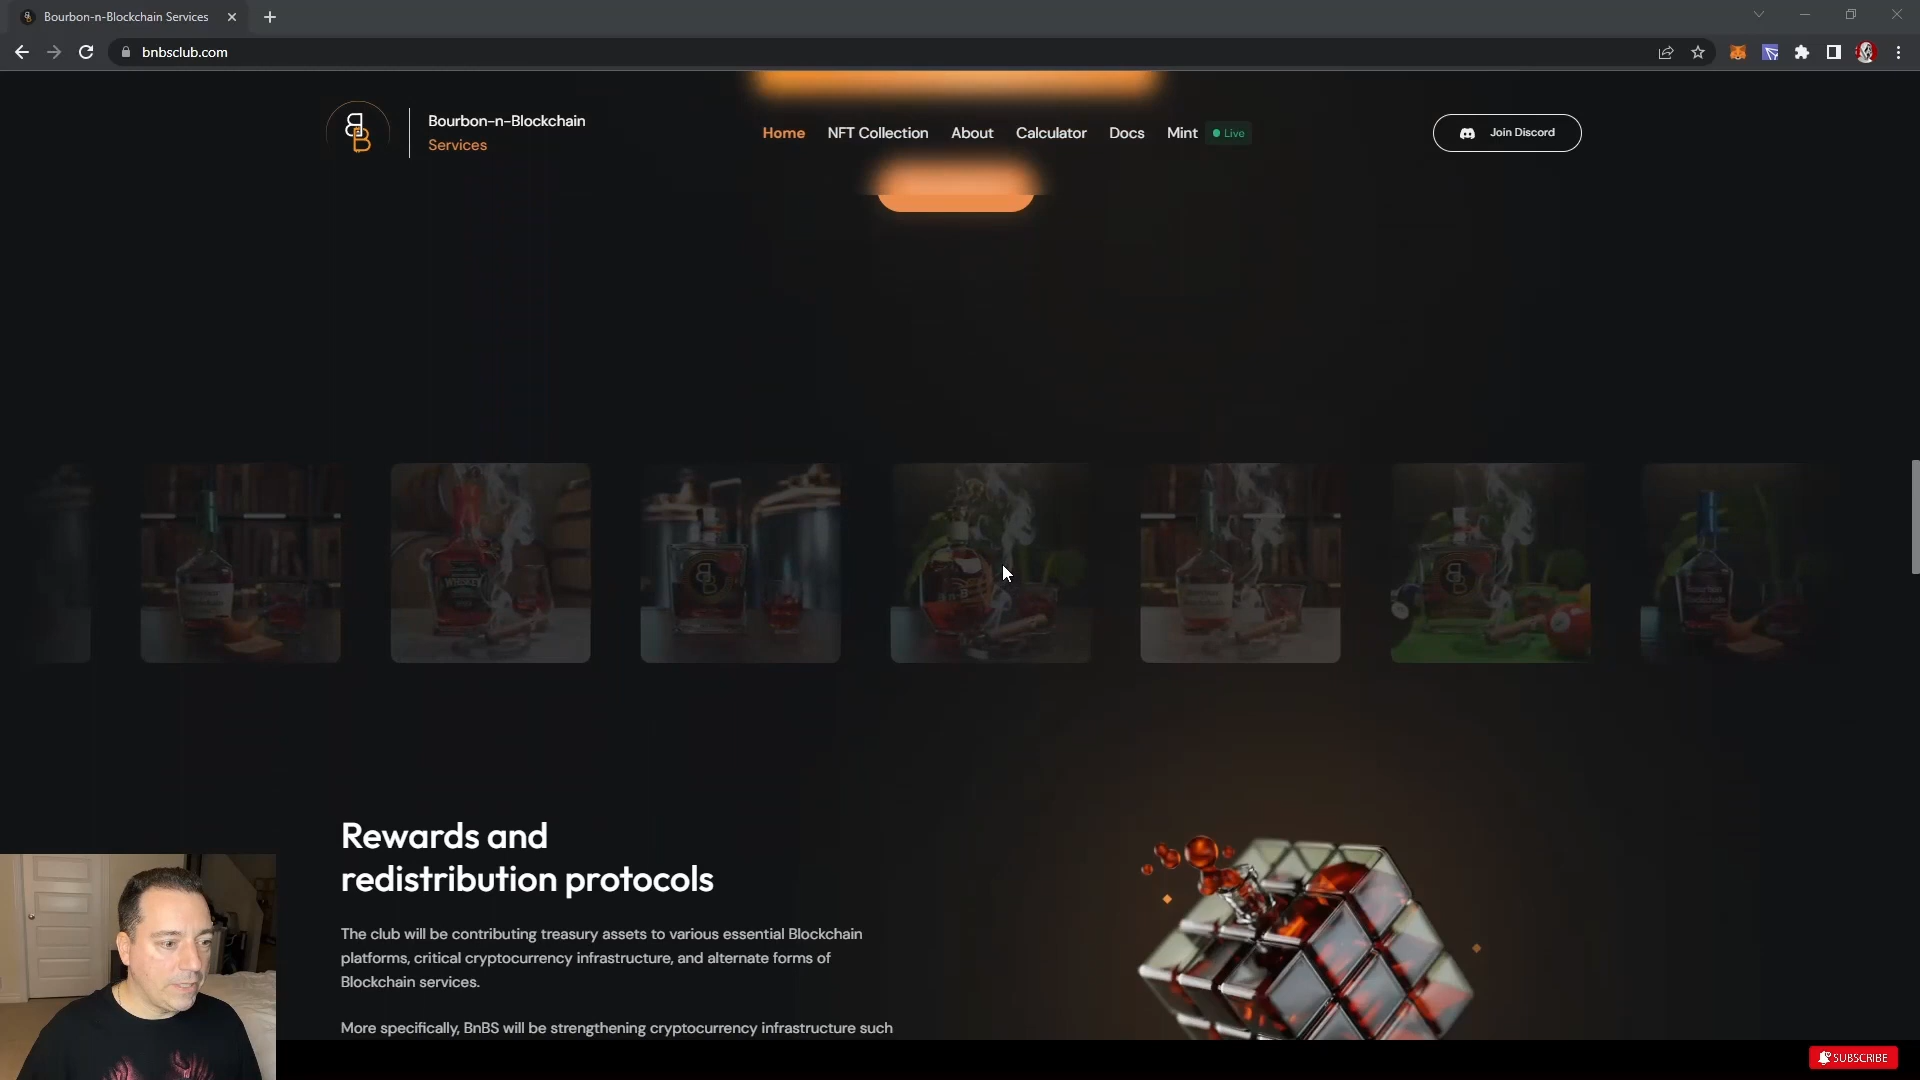 Bourbon-n-Blockchain Services
bnbsclub.com
Bourbon-n-Blockchain
Services
Home
NFT Collection
About
Calculator
Docs
Mint
Live
Join Discord
WHISKEY
Rewards and
redistribution protocols
The club will be contributing treasury assets to various essential Blockchain
platforms, critical cryptocurrency infrastructure, and alternate forms of
Blockchain services.
More specifically, BnBS will be strengthening cryptocurrency infrastructure such
SUBSCRIBE